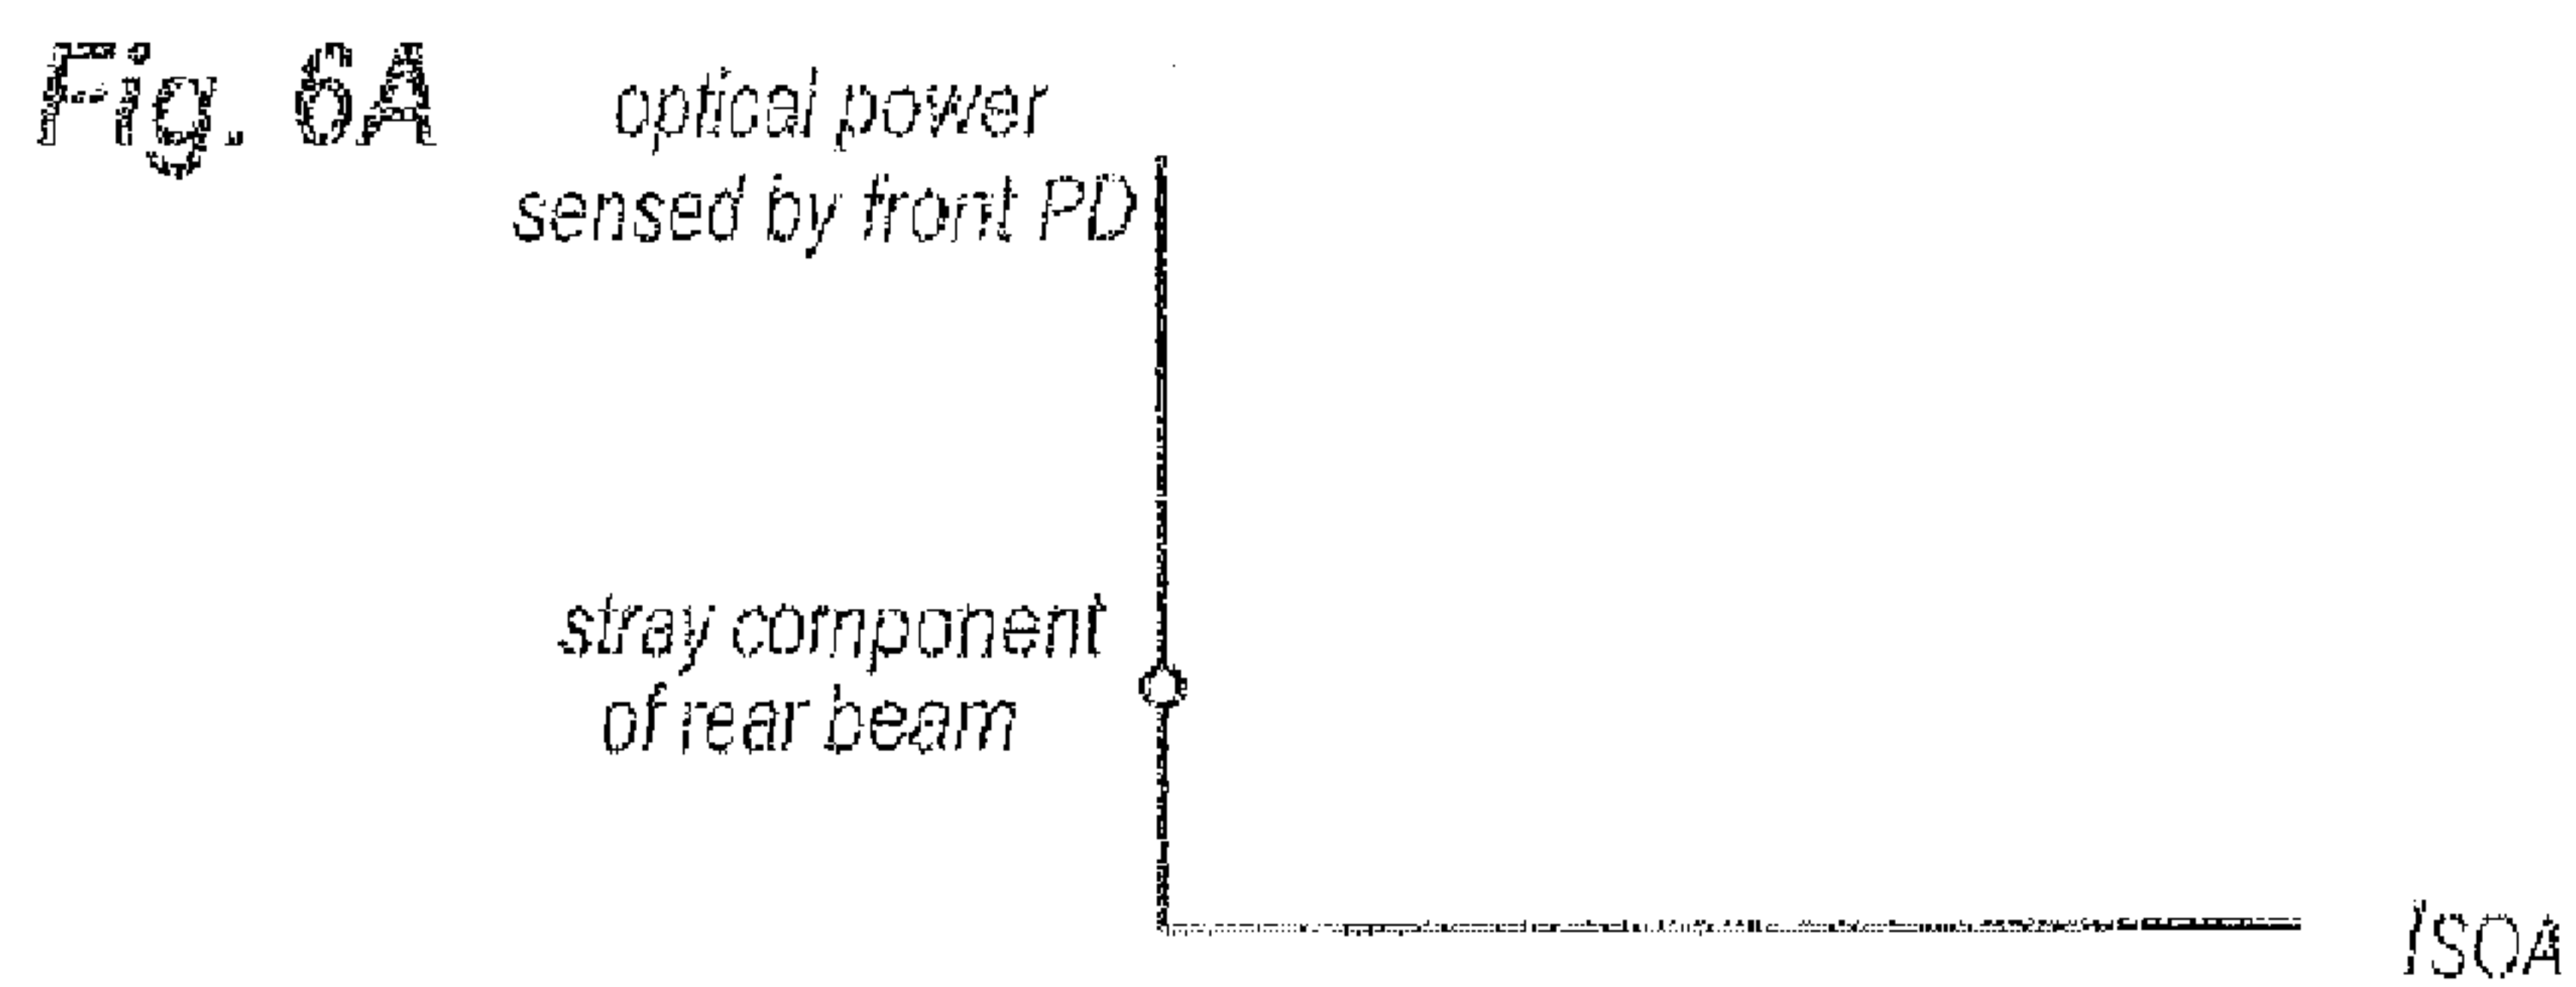 Fig. 6A
optical power
sensed by front PD
stray component
of rear beam
ISOA